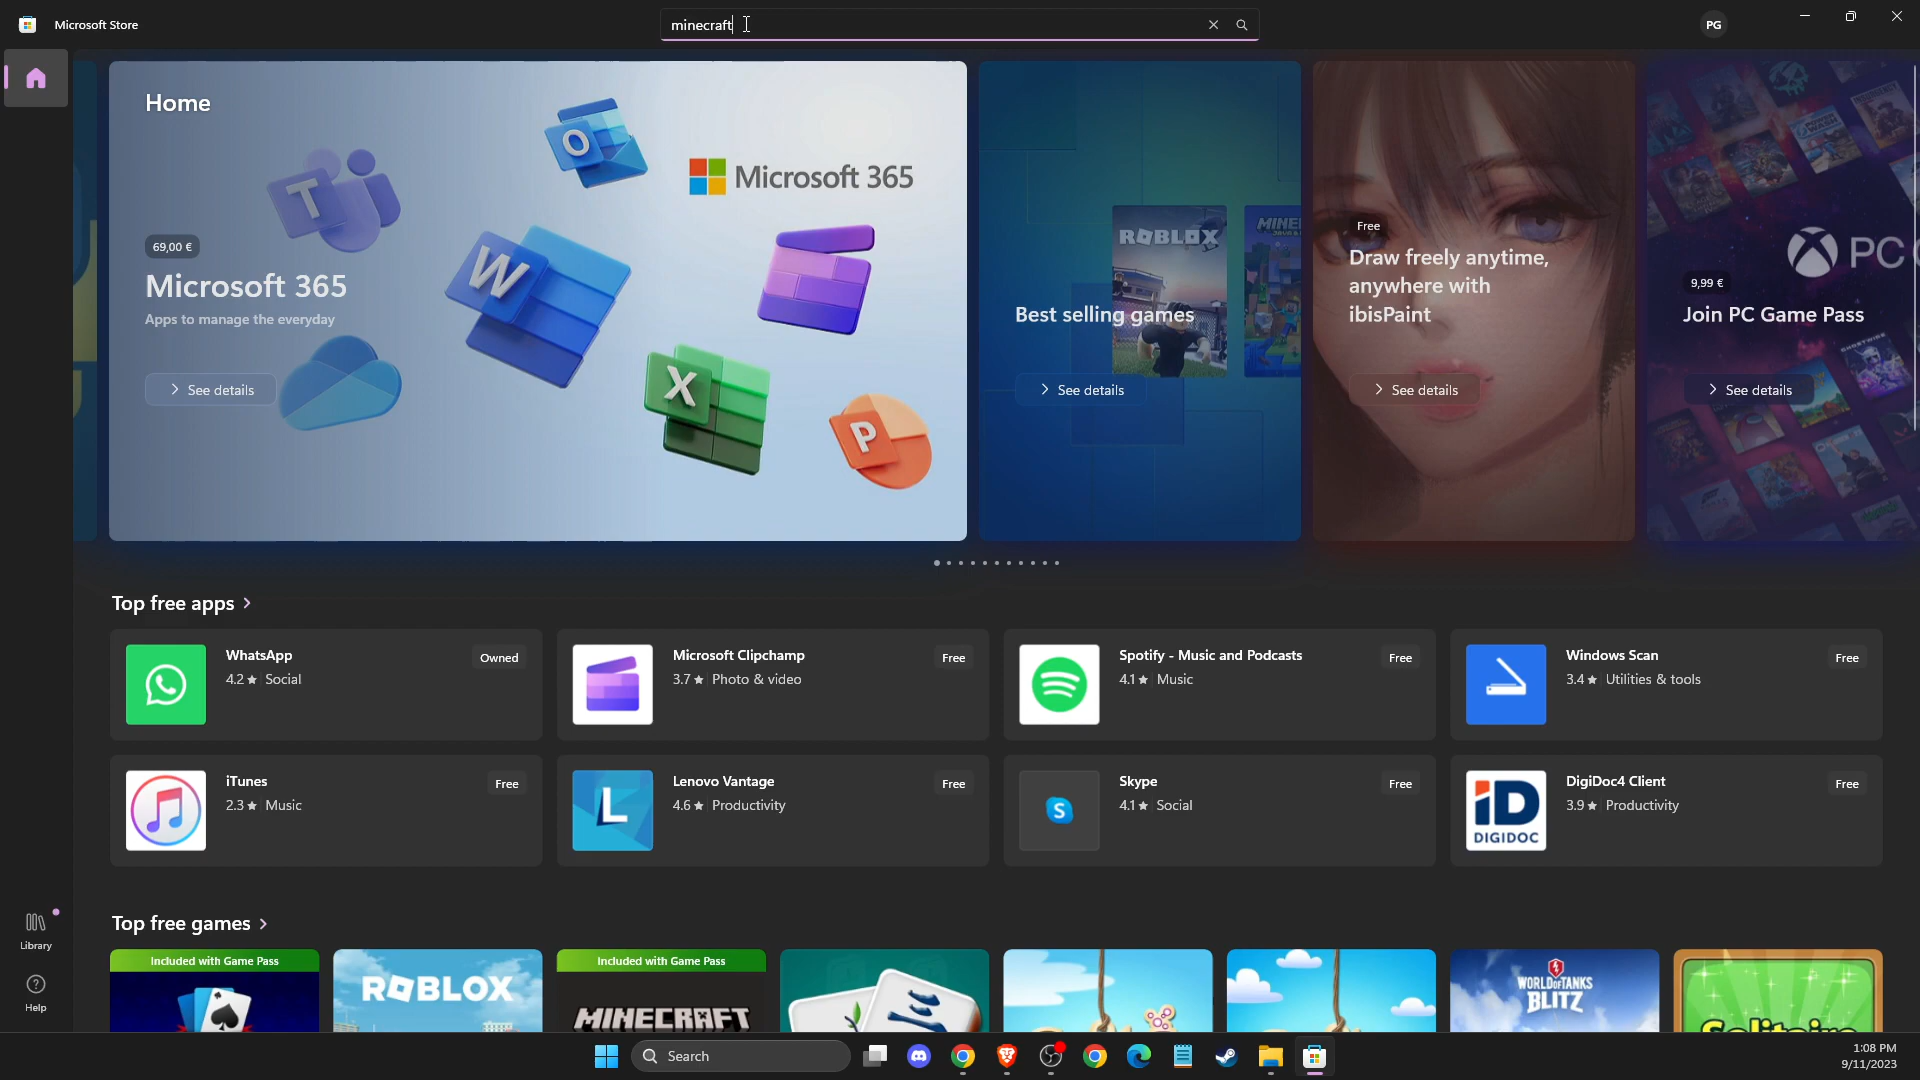 Microsoft Store
minecraft
PG
Home
Microsoft 365
69,00 €
Microsoft 365
Apps to manage the everyday
See details
ROBLOX
Best selling games
See details
Free
Draw freely anytime,
anywhere with
ibisPaint
See details
PC
9,99 €
Join PC Game Pass
See details
Top free apps
WhatsApp
Owned
4.2 ★ Social
Microsoft Clipchamp
Free
3.7 ★ Photo & video
Spotify - Music and Podcasts
Free
4.1 ★ Music
Windows Scan
Free
3.4 ★ Utilities & tools
iTunes
Free
2.3 ★ Music
Lenovo Vantage
Free
4.6 ★ Productivity
Skype
Free
4.1 ★ Social
iD
DIGIDOC
DigiDoc4 Client
Free
3.9 ★ Productivity
Top free games
Included with Game Pass
ROBLOX
Included with Game Pass
MINECRAFT
WORLD OF TANKS
BLITZ
Solitaire
Library
Help
Search
1:08 PM
9/11/2023